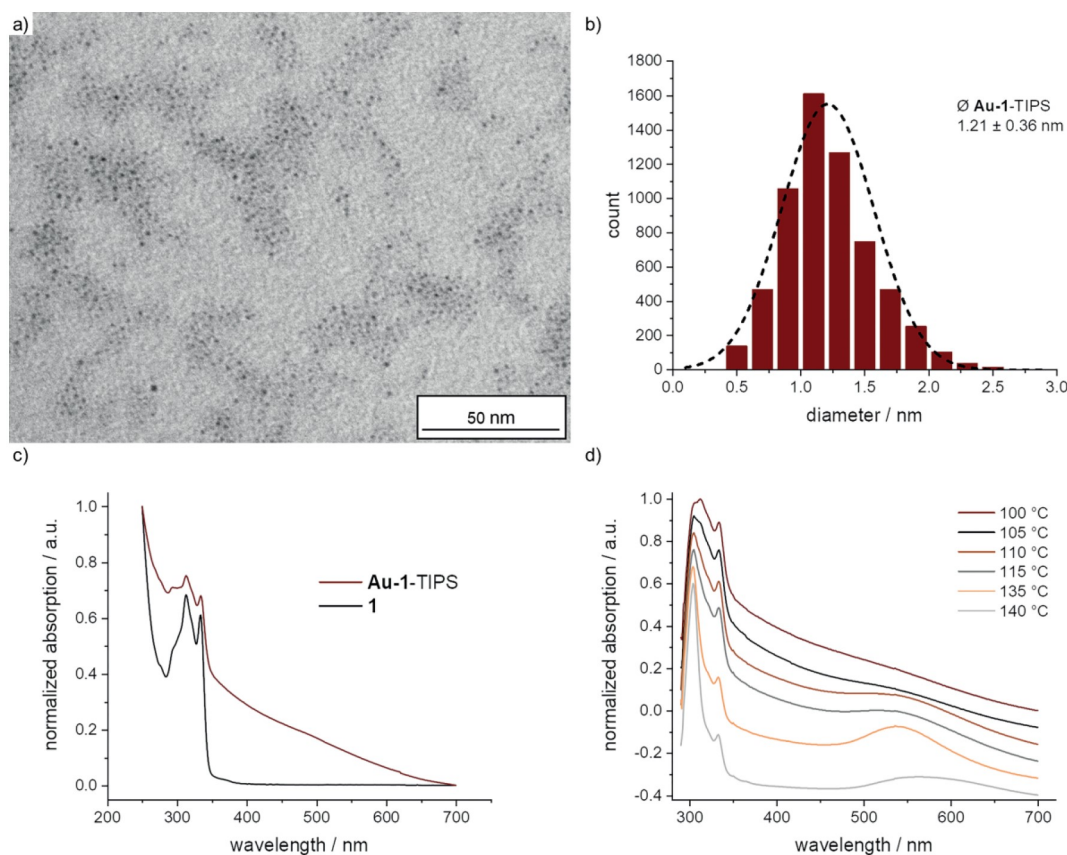 a)
50 nm
b)
1800
1600
1400
1200
1000
800
600
400
200
0
count
0.0 0.5 1.0 1.5 2.0 2.5 3.0
diameter / nm
Ø Au-1-TIPS
1.21 ± 0.36 nm
c)
1.0
0.8
0.6
0.4
0.2
0.0
normalized absorption / a.u.
200 300 400 500 600 700
wavelength / nm
Au-1-TIPS
1
d)
1.0
0.8
0.6
0.4
0.2
0.0
-0.2
-0.4
normalized absorption / a.u.
300 400 500 600 700
wavelength / nm
100 °C
105 °C
110 °C
115 °C
135 °C
140 °C